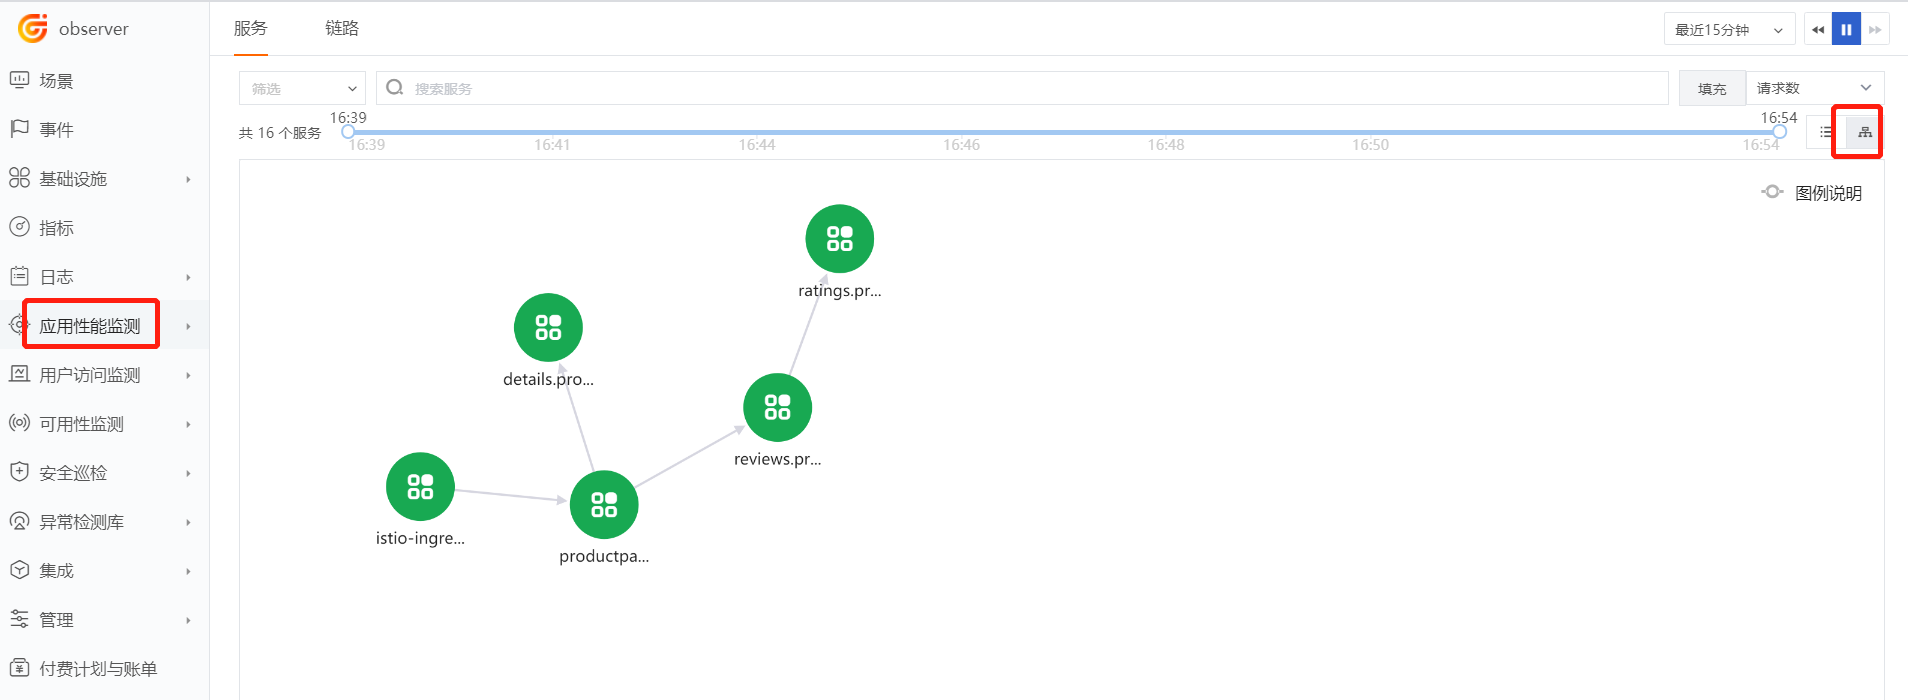 observer
场景
事件
基础设施
指标
日志
应用性能监测
用户访问监测
可用性监测
安全巡检
异常检测库
集成
管理
付费计划与账单
服务 链路
最近15分钟
筛选
搜索服务
填充
请求数
共 16 个服务
16:39 16:54
16:39 16:41 16:44 16:46 16:48 16:50 16:54
图例说明
ratings.pr...
details.pro...
reviews.pr...
istio-ingre...
productpa...